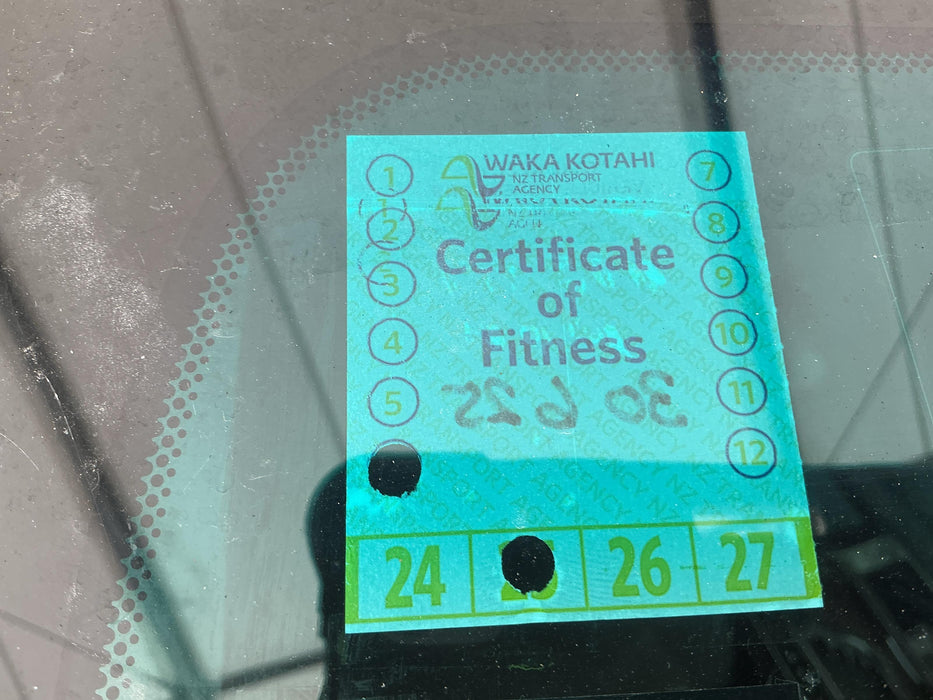 WAKA KOTAHI
NZ TRANSPORT
AGENCY
Certificate
of
Fitness
30 6 25
1
2
3
4
5
7
8
9
10
11
12
24
26
27